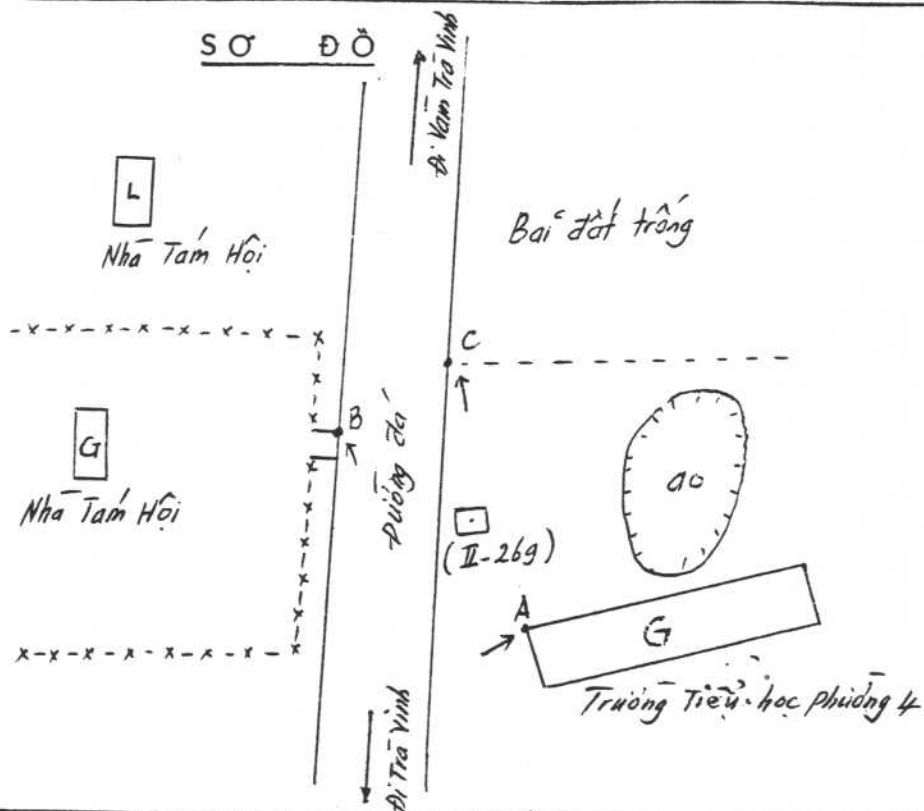 SƠ ĐỒ
Đi Vàm Trà Vinh
L
Nhà Tám Hội
Bãi đất trống
C
B
G
Nhà Tám Hội
Đường đá
ao
(II-269)
A
G
Trường Tiểu học phường 4
Đi Trà Vinh